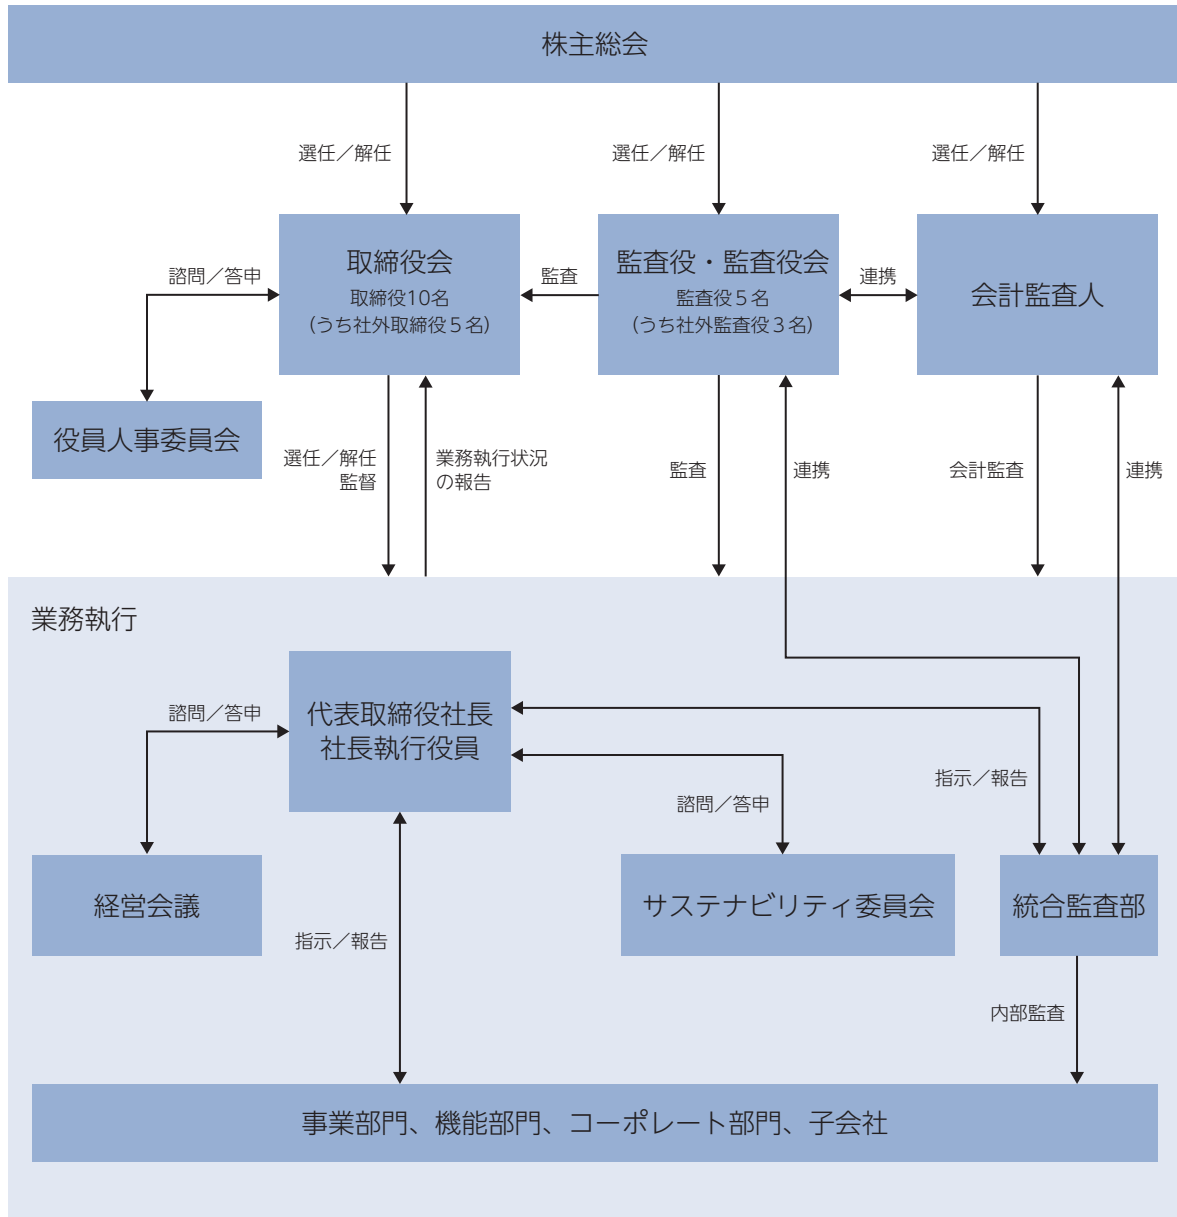 株主総会
選任／解任
選任／解任
選任／解任
取締役会
取締役10名
（うち社外取締役５名）
監査役・監査役会
監査役５名
（うち社外監査役３名）
会計監査人
諮問／答申
監査
連携
役員人事委員会
選任／解任
監督
業務執行状況
の報告
監査
連携
会計監査
連携
業務執行
代表取締役社長
社長執行役員
諮問／答申
指示／報告
諮問／答申
経営会議
サステナビリティ委員会
統合監査部
指示／報告
内部監査
事業部門、機能部門、コーポレート部門、子会社